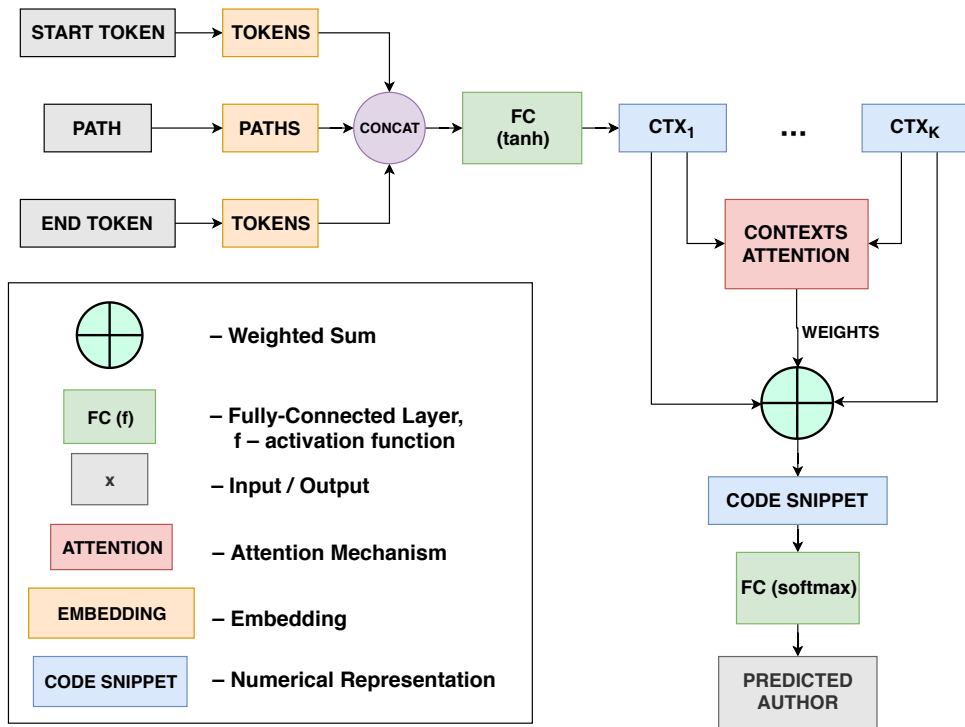 START TOKEN
TOKENS
PATH
PATHS
CONCAT
FC
(tanh)
CTX1
...
CTXK
END TOKEN
TOKENS
CONTEXTS
ATTENTION
WEIGHTS
CODE SNIPPET
FC (softmax)
PREDICTED
AUTHOR
– Weighted Sum
FC (f)
– Fully-Connected Layer,
f – activation function
x
– Input / Output
ATTENTION
– Attention Mechanism
EMBEDDING
– Embedding
CODE SNIPPET
– Numerical Representation